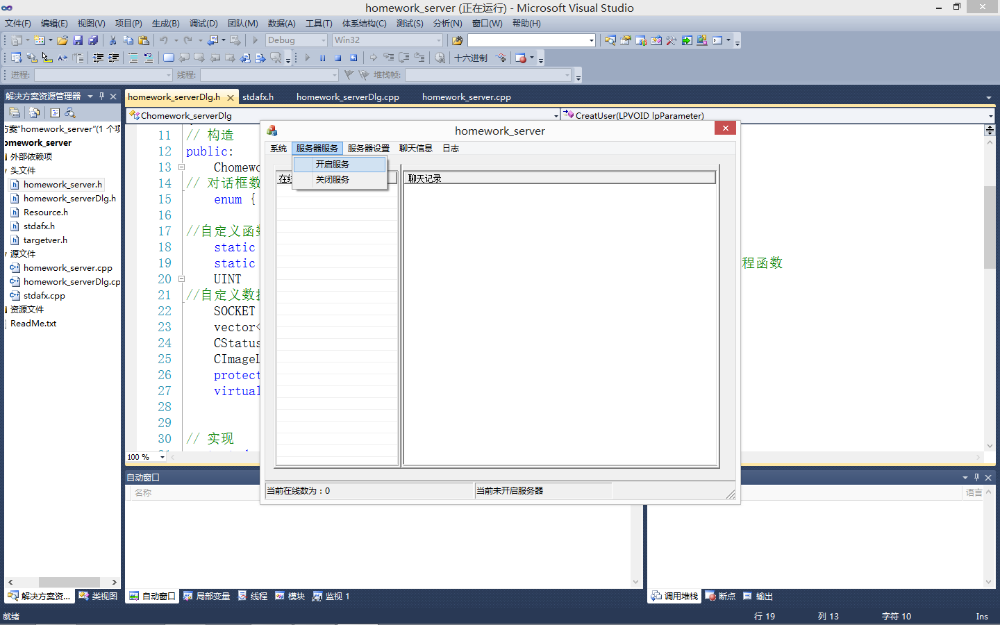 homework_server (正在运行) - Microsoft Visual Studio
文件(F) 编辑(E) 视图(V) 项目(P) 生成(B) 调试(D) 团队(M) 数据(A) 工具(T) 体系结构(C) 测试(S) 分析(N) 窗口(W) 帮助(H)
Debug Win32
十六进制
进程: 线程: 堆栈帧:
解决方案资源管理器
homework_serverDlg.h stdafx.h homework_serverDlg.cpp homework_server.cpp
Chomework_serverDlg CreatUser(LPVOID lpParameter)
方案"homework_server"(1 个项
omework_server
外部依赖项
头文件
homework_server.h
homework_serverDlg.h
Resource.h
stdafx.h
targetver.h
源文件
homework_server.cpp
homework_serverDlg.cp
stdafx.cpp
资源文件
ReadMe.txt
11 // 构造
12 public:
13 Chomewo
14 // 对话框数
15 enum {
16
17 //自定义函数
18 static
19 static 程函数
20 UINT
21 //自定义数据
22 SOCKET
23 vector<
24 CStatus
25 CImageL
26 protect
27 virtual
28
29
30 // 实现
100 %
homework_server
系统 服务器服务 服务器设置 聊天信息 日志
开启服务
关闭服务
在线
聊天记录
当前在线数为：0 当前未开启服务器
自动窗口
名称
语言
解决方案资... 类视图
自动窗口 局部变量 线程 模块 监视 1
调用堆栈 断点 输出
就绪 行 19 列 13 字符 10 Ins